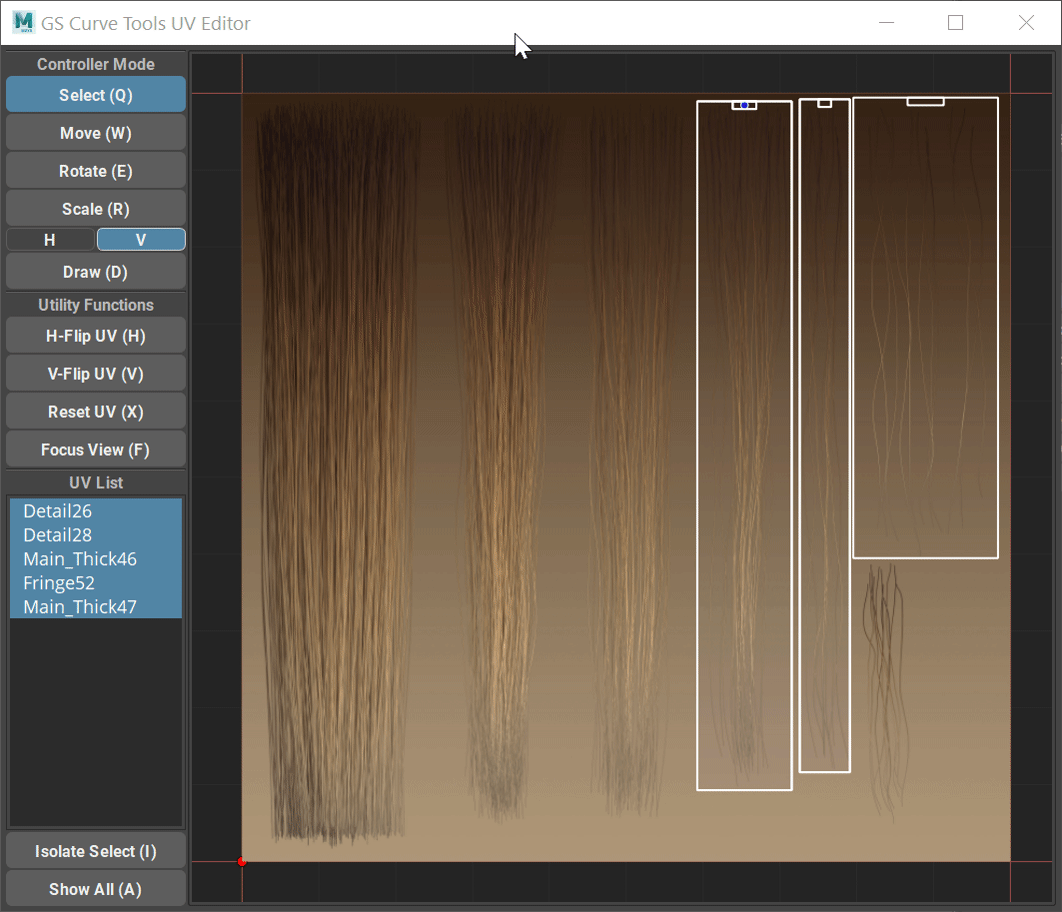 GS Curve Tools UV Editor
Controller Mode
Select (Q)
Move (W)
Rotate (E)
Scale (R)
H V
Draw (D)
Utility Functions
H-Flip UV (H)
V-Flip UV (V)
Reset UV (X)
Focus View (F)
UV List
Detail26
Detail28
Main_Thick46
Fringe52
Main_Thick47
Isolate Select (I)
Show All (A)